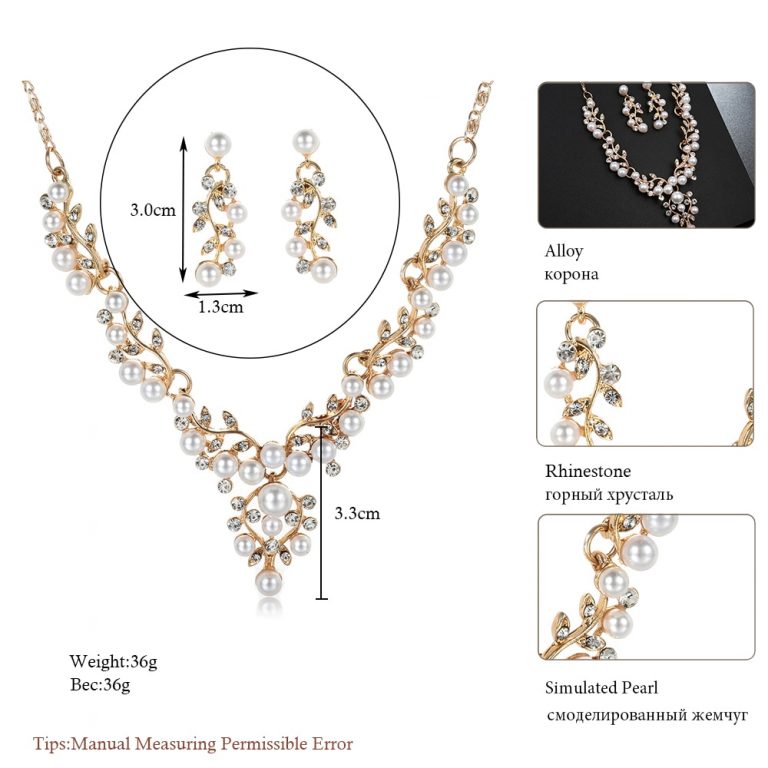 3.0cm
1.3cm
3.3cm
Alloy
корона
Rhinestone
горный хрусталь
Simulated Pearl
смоделированный жемчуг
Weight:36g
Вес:36g
Tips:Manual Measuring Permissible Error